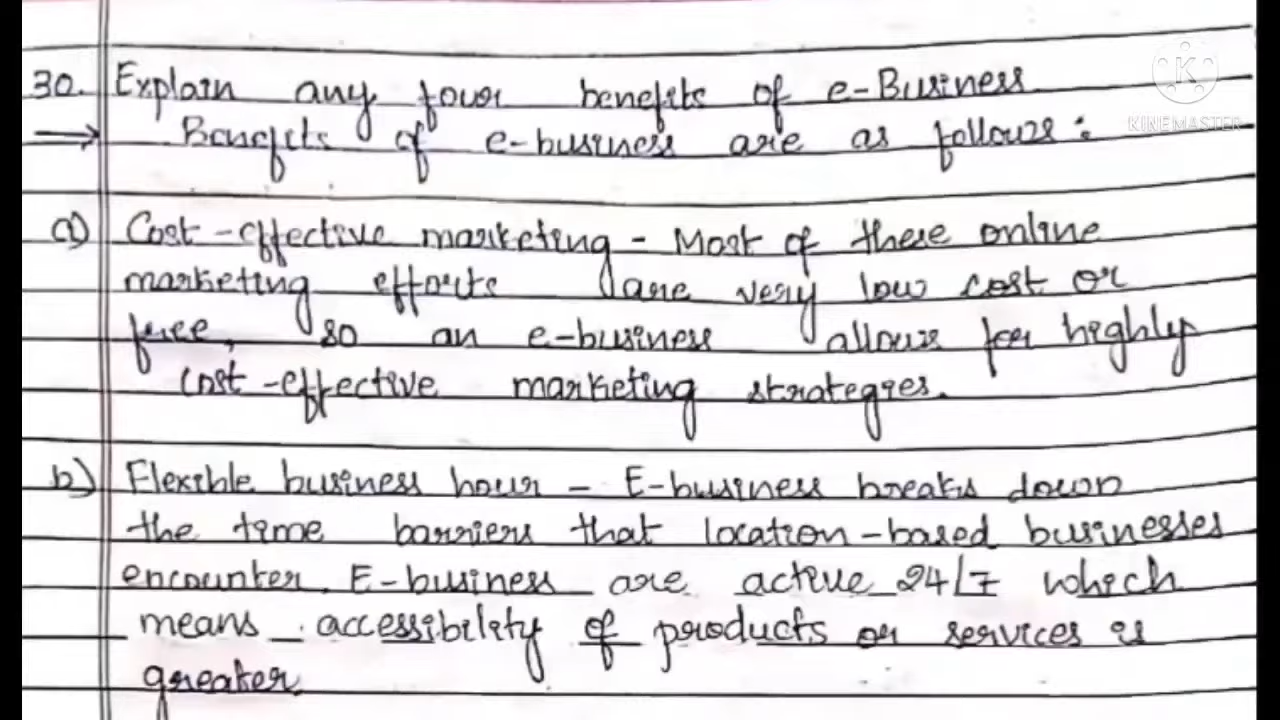 30. Explain any four benefits of e-Business
→ Benefits of e-business are as follows:
a) Cost-effective marketing - Most of these online
marketing efforts are very low cost or
free, so an e-business allows for highly
cost-effective marketing strategies.
b) Flexible business hour - E-business breaks down
the time barriers that location-based businesses
encounter. E-business are active 24/7 which
means accessibility of products or services is
greater.
K
KINEMASTER